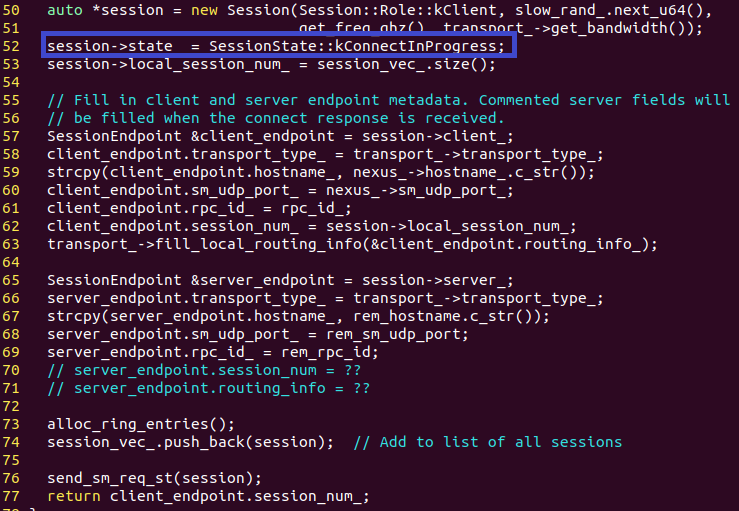 50 auto *session = new Session(Session::Role::kClient, slow_rand_.next_u64(),
51 get_freq_ghz(), transport_->get_bandwidth());
52 session->state_ = SessionState::kConnectInProgress;
53 session->local_session_num_ = session_vec_.size();
54
55 // Fill in client and server endpoint metadata. Commented server fields will
56 // be filled when the connect response is received.
57 SessionEndpoint &client_endpoint = session->client_;
58 client_endpoint.transport_type_ = transport_->transport_type_;
59 strcpy(client_endpoint.hostname_, nexus_->hostname_.c_str());
60 client_endpoint.sm_udp_port_ = nexus_->sm_udp_port_;
61 client_endpoint.rpc_id_ = rpc_id_;
62 client_endpoint.session_num_ = session->local_session_num_;
63 transport_->fill_local_routing_info(&client_endpoint.routing_info_);
64
65 SessionEndpoint &server_endpoint = session->server_;
66 server_endpoint.transport_type_ = transport_->transport_type_;
67 strcpy(server_endpoint.hostname_, rem_hostname.c_str());
68 server_endpoint.sm_udp_port_ = rem_sm_udp_port;
69 server_endpoint.rpc_id_ = rem_rpc_id;
70 // server_endpoint.session_num = ??
71 // server_endpoint.routing_info = ??
72
73 alloc_ring_entries();
74 session_vec_.push_back(session);  // Add to list of all sessions
75
76 send_sm_req_st(session);
77 return client_endpoint.session_num_;